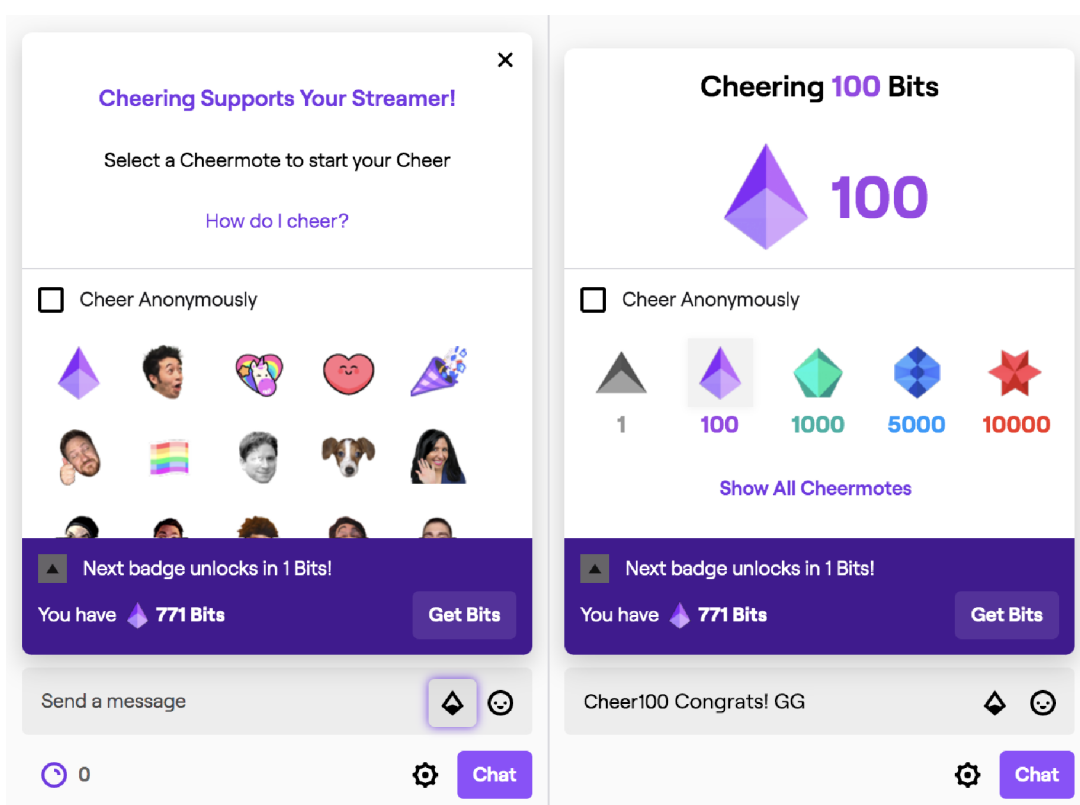 Cheering Supports Your Streamer!
Select a Cheermote to start your Cheer
How do I cheer?
Cheer Anonymously
Next badge unlocks in 1 Bits!
You have 771 Bits
Get Bits
Send a message
0
Chat
Cheering 100 Bits
100
Cheer Anonymously
1 100 1000 5000 10000
Show All Cheermotes
Next badge unlocks in 1 Bits!
You have 771 Bits
Get Bits
Cheer100 Congrats! GG
Chat